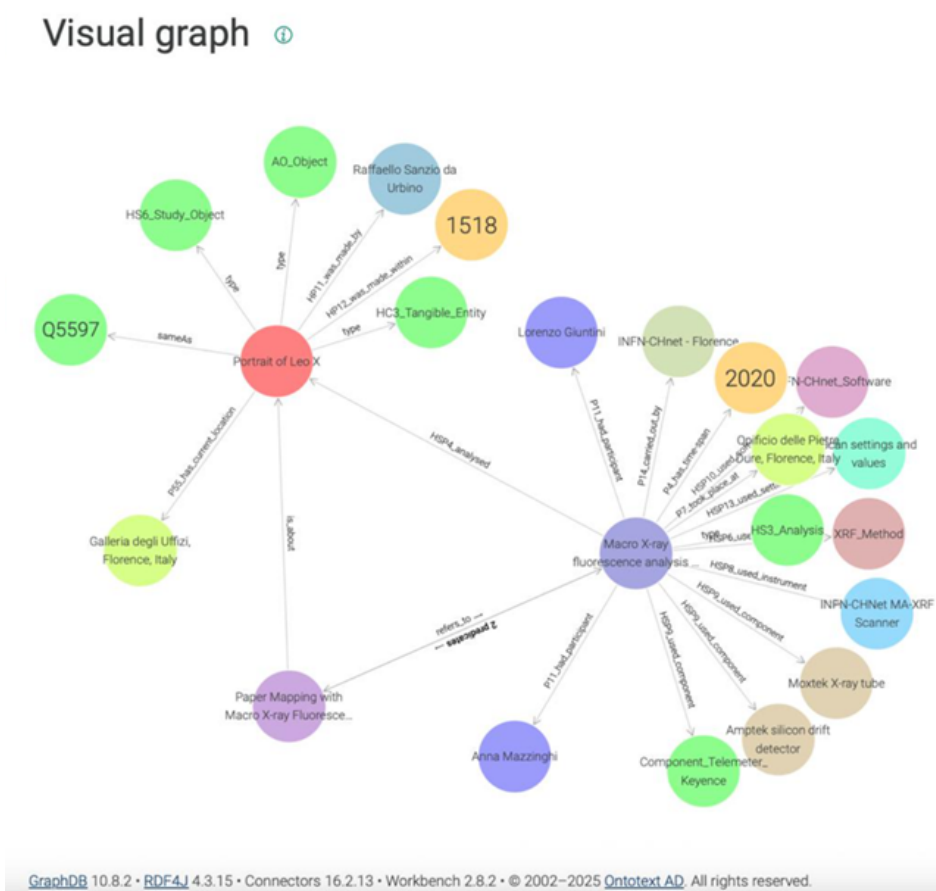 Visual graph
AO_Object
Raffaello Sanzio da
Urbino
HS6_Study_Object
1518
type
type
HP11_was_made_by
HP12_was_made_within
type
HC3_Tangible_Entity
Q5597
sameAs
Portrait of Leo X
Lorenzo Giuntini
INFN-CHnet - Florence
2020
FN-CHnet_Software
P55_has_current_location
HSP4_analysed
P11_had_participant
P14_carried_out_by
P4_has_time-span
HSP10_used
Opificio delle Pietre
Dure, Florence, Italy
can settings and
values
P7_took_place_at
HSP13_used_sett..
Galleria degli Uffizi,
Florence, Italy
is_about
Macro X-ray
fluorescence analysis ...
type
HSP6_use
HS3_Analysis
XRF_Method
HSP8_used_instrument
INFN-CHNet MA-XRF
Scanner
HSP9_used_component
HSP9_used_component
HSP9_used_component
refers_to
2 predicates
P11_had_participant
Moxtek X-ray tube
Paper Mapping with
Macro X-ray Fluoresce...
Amptek silicon drift
detector
Anna Mazzinghi
Component_Telemeter_
Keyence
GraphDB 10.8.2 • RDF4J 4.3.15 • Connectors 16.2.13 • Workbench 2.8.2 • © 2002–2025 Ontotext AD. All rights reserved.